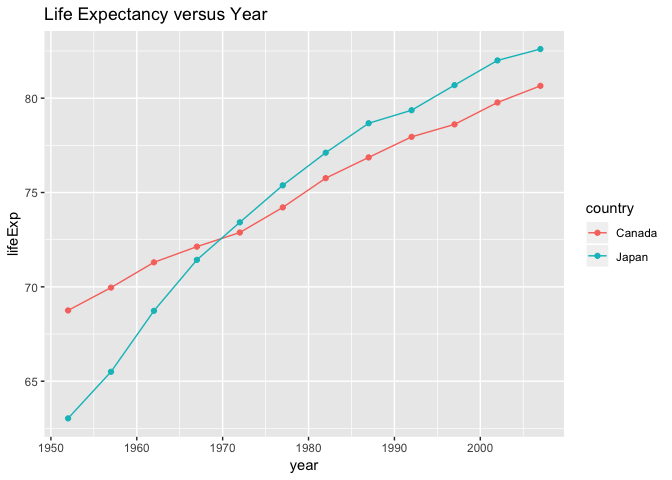 Life Expectancy versus Year
80
75
70
65
lifeExp
1950 1960 1970 1980 1990 2000
year
country
Canada
Japan